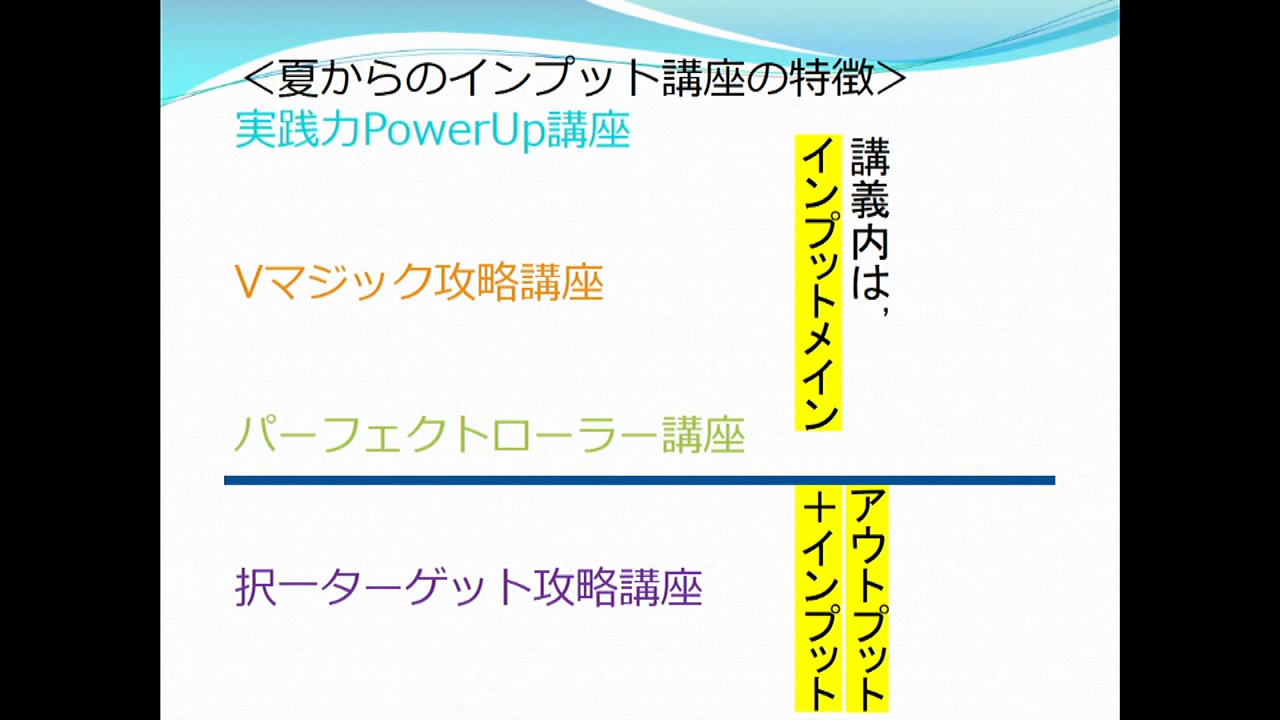 ＜夏からのインプット講座の特徴＞
実践力PowerUp講座
Vマジック攻略講座
パーフェクトローラー講座
択一ターゲット攻略講座
講義内は，
インプットメイン
アウトプット
＋インプット